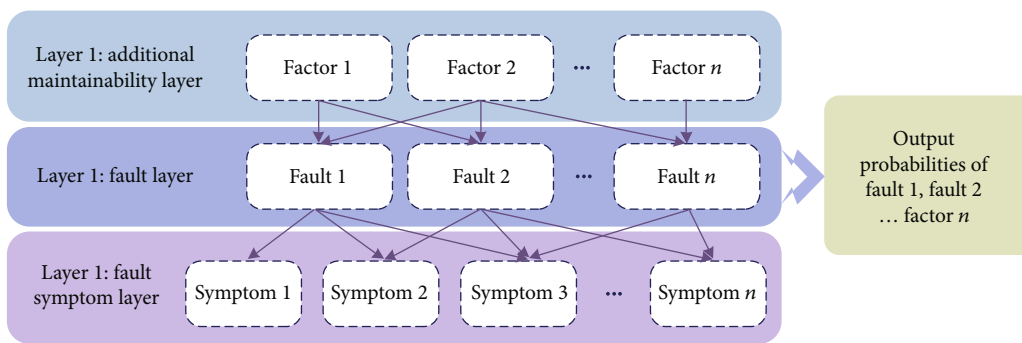 Layer 1: additional
maintainability layer
Factor 1
Factor 2
...
Factor n
Layer 1: fault layer
Fault 1
Fault 2
...
Fault n
Layer 1: fault
symptom layer
Symptom 1
Symptom 2
Symptom 3
...
Symptom n
Output
probabilities of
fault 1, fault 2
... factor n